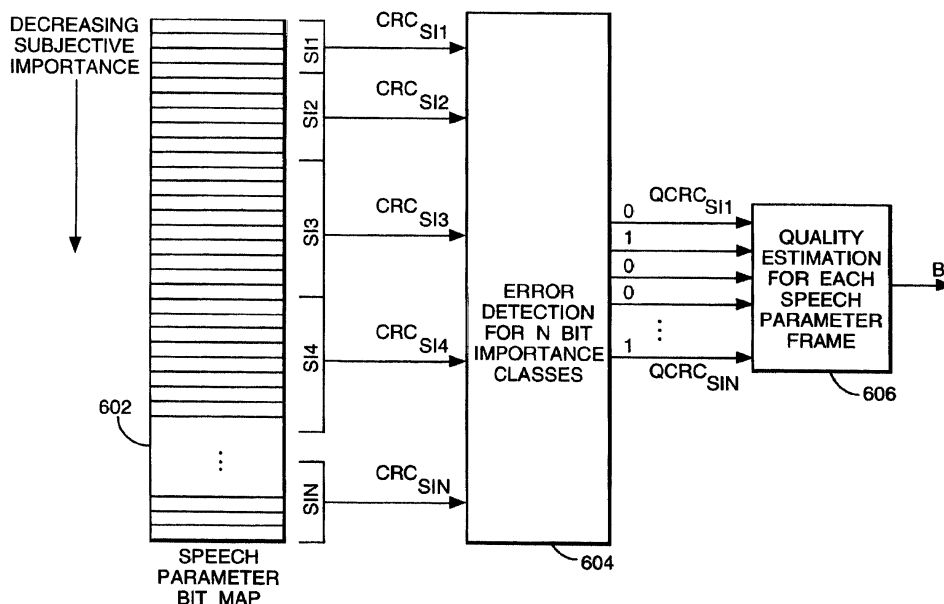 DECREASING
SUBJECTIVE
IMPORTANCE
SI1
SI2
SI3
SI4
SIN
CRC SI1
CRC SI2
CRC SI3
CRC SI4
CRC SIN
602
⋮
SPEECH
PARAMETER
BIT MAP
ERROR
DETECTION
FOR N BIT
IMPORTANCE
CLASSES
604
0 QCRC SI1
1
0
0
⋮
1
QCRC SIN
QUALITY
ESTIMATION
FOR EACH
SPEECH
PARAMETER
FRAME
606
B